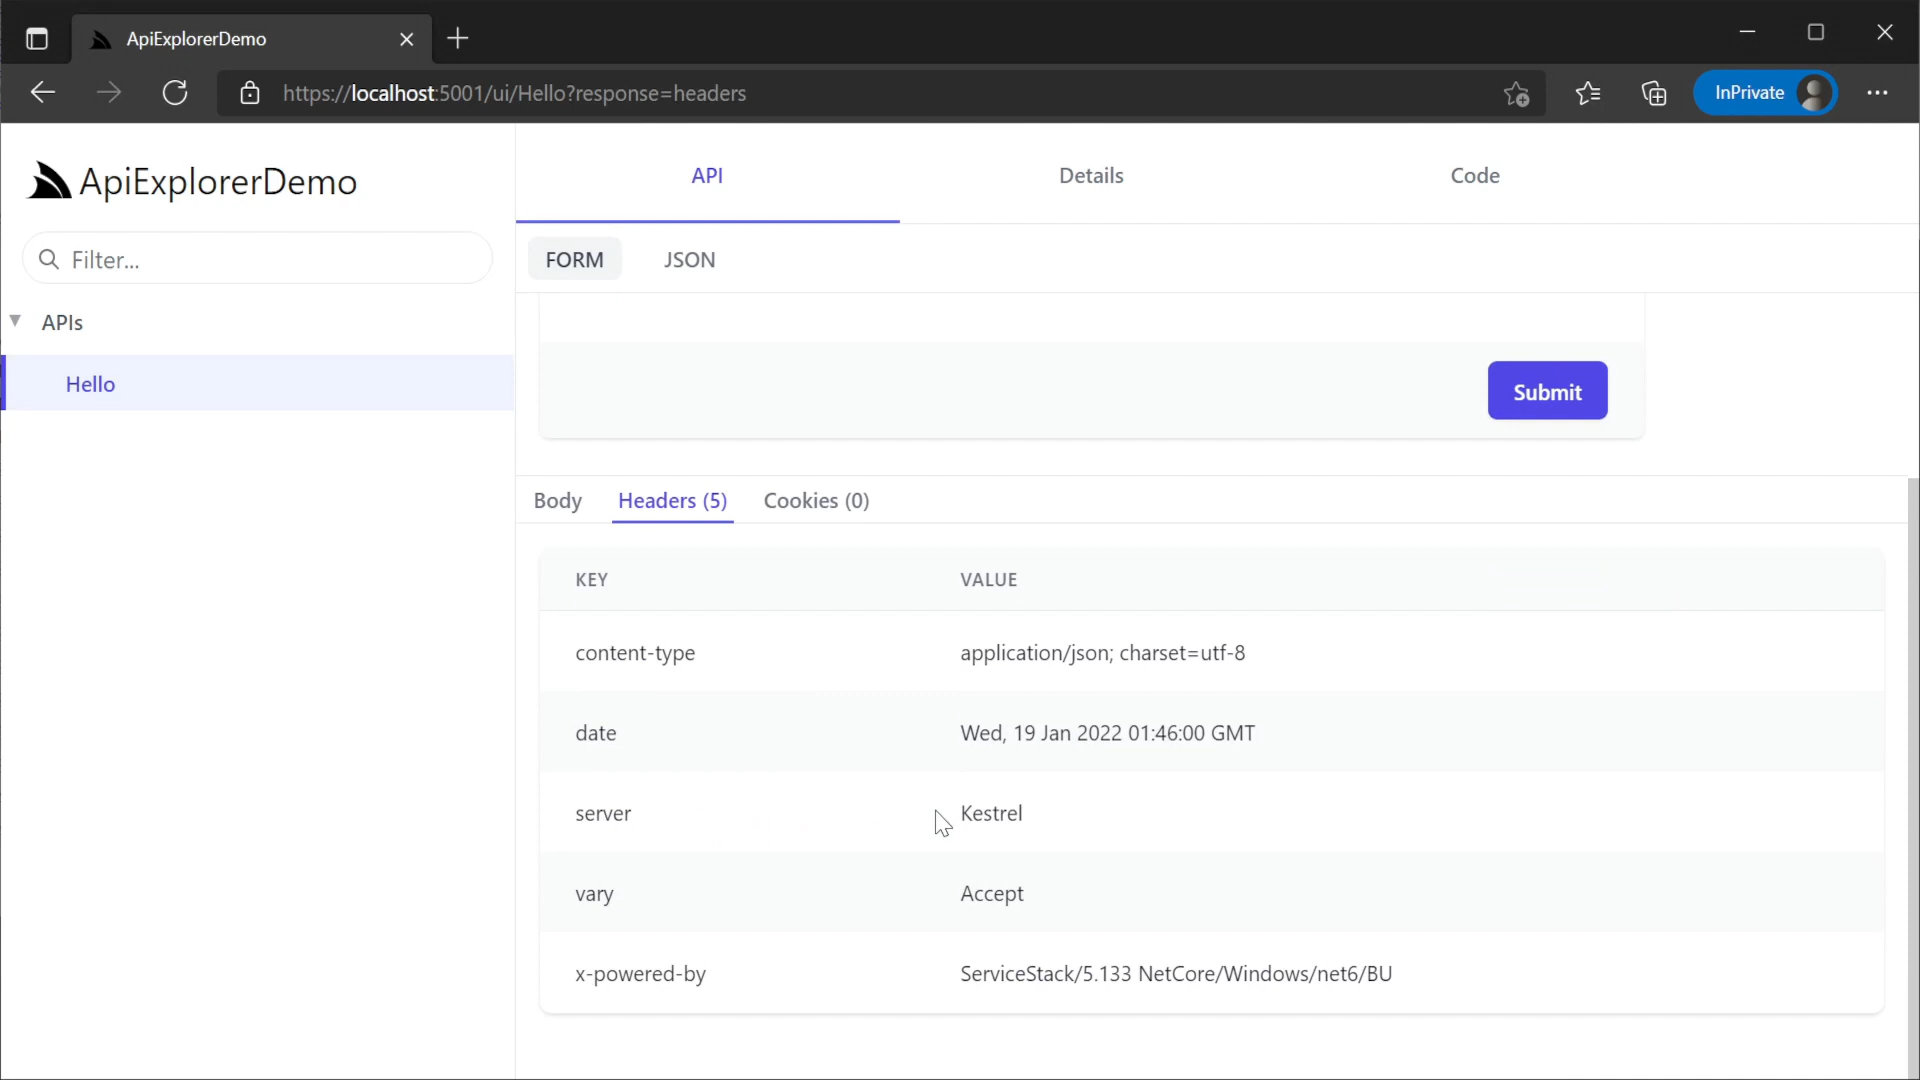 ApiExplorerDemo
https://localhost:5001/ui/Hello?response=headers
InPrivate
ApiExplorerDemo
Filter...
APIs
Hello
API Details Code
FORM JSON
Submit
Body Headers (5) Cookies (0)
KEY VALUE
content-type application/json; charset=utf-8
date Wed, 19 Jan 2022 01:46:00 GMT
server Kestrel
vary Accept
x-powered-by ServiceStack/5.133 NetCore/Windows/net6/BU